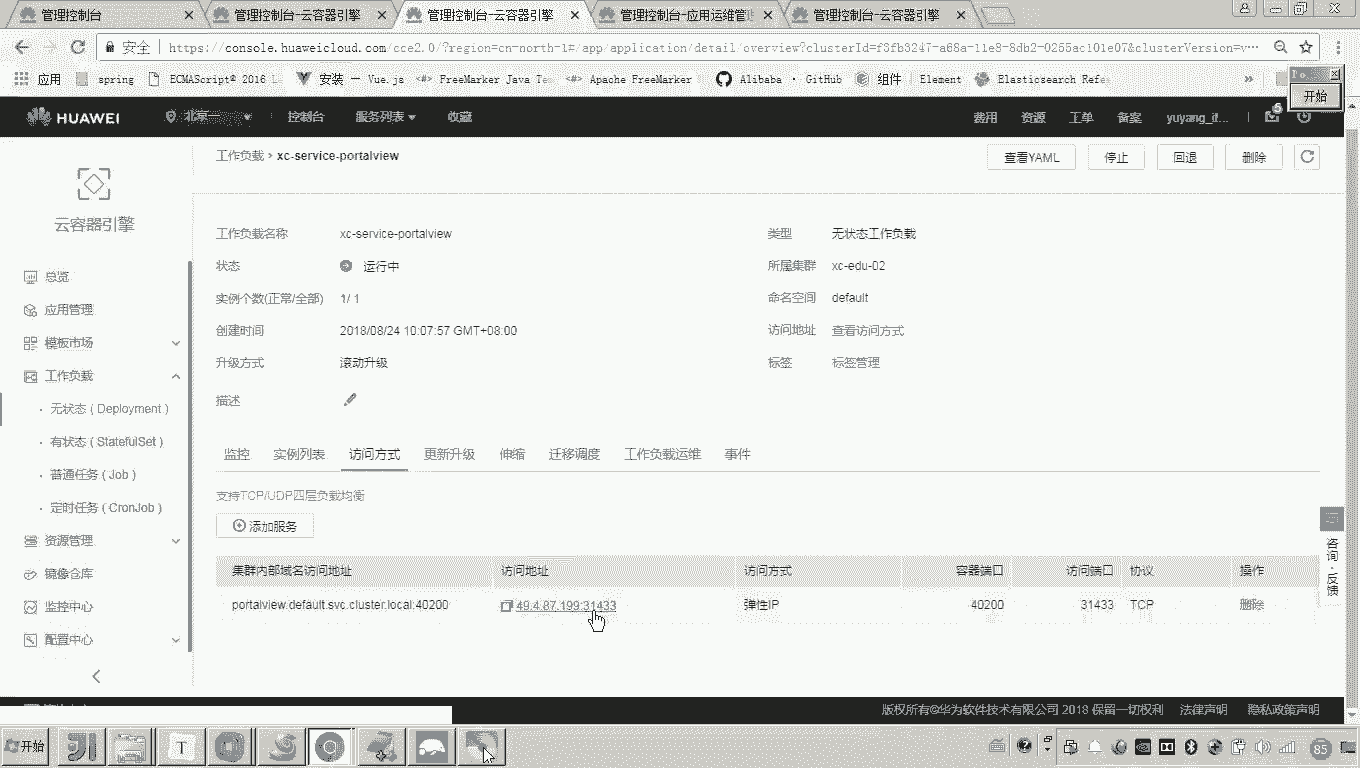 管理控制台
管理控制台-云容器引擎
管理控制台-云容器引擎
管理控制台-应用运维管
管理控制台-云容器引擎
安全
https://console.huaweicloud.com/cce2.0/?region=cn-north-1#/app/application/detail/overview?clusterId=f3fb3247-a68a-11e8-8db2-0255ac101e07&clusterVersion=v…
应用
spring
ECMAScript® 2016 L
安装 — Vue.js
FreeMarker Java Te
Apache FreeMarker
Alibaba · GitHub
组件 | Element
Elasticsearch Refe
»
开始
HUAWEI
北京一
控制台
服务列表
收藏
费用
资源
工单
备案
yuyang_it...
5
工作负载 › xc-service-portalview
查看YAML
停止
回退
删除
云容器引擎
总览
应用管理
模板市场
工作负载
· 无状态 ( Deployment )
· 有状态 ( StatefulSet )
· 普通任务 ( Job )
· 定时任务 ( CronJob )
资源管理
镜像仓库
监控中心
配置中心
工作负载名称 xc-service-portalview
类型 无状态工作负载
状态 运行中
所属集群 xc-edu-02
实例个数(正常/全部) 1/ 1
命名空间 default
创建时间 2018/08/24 10:07:57 GMT+08:00
访问地址 查看访问方式
升级方式 滚动升级
标签 标签管理
描述
监控 实例列表 访问方式 更新升级 伸缩 迁移调度 工作负载运维 事件
支持TCP/UDP四层负载均衡
添加服务
集群内部域名访问地址 访问地址 访问方式 容器端口 访问端口 协议 操作
portalview.default.svc.cluster.local:40200 49.4.87.199:31433 弹性IP 40200 31433 TCP 删除
咨询·反馈
版权所有©华为软件技术有限公司 2018 保留一切权利 法律声明 隐私政策声明
开始
T
85